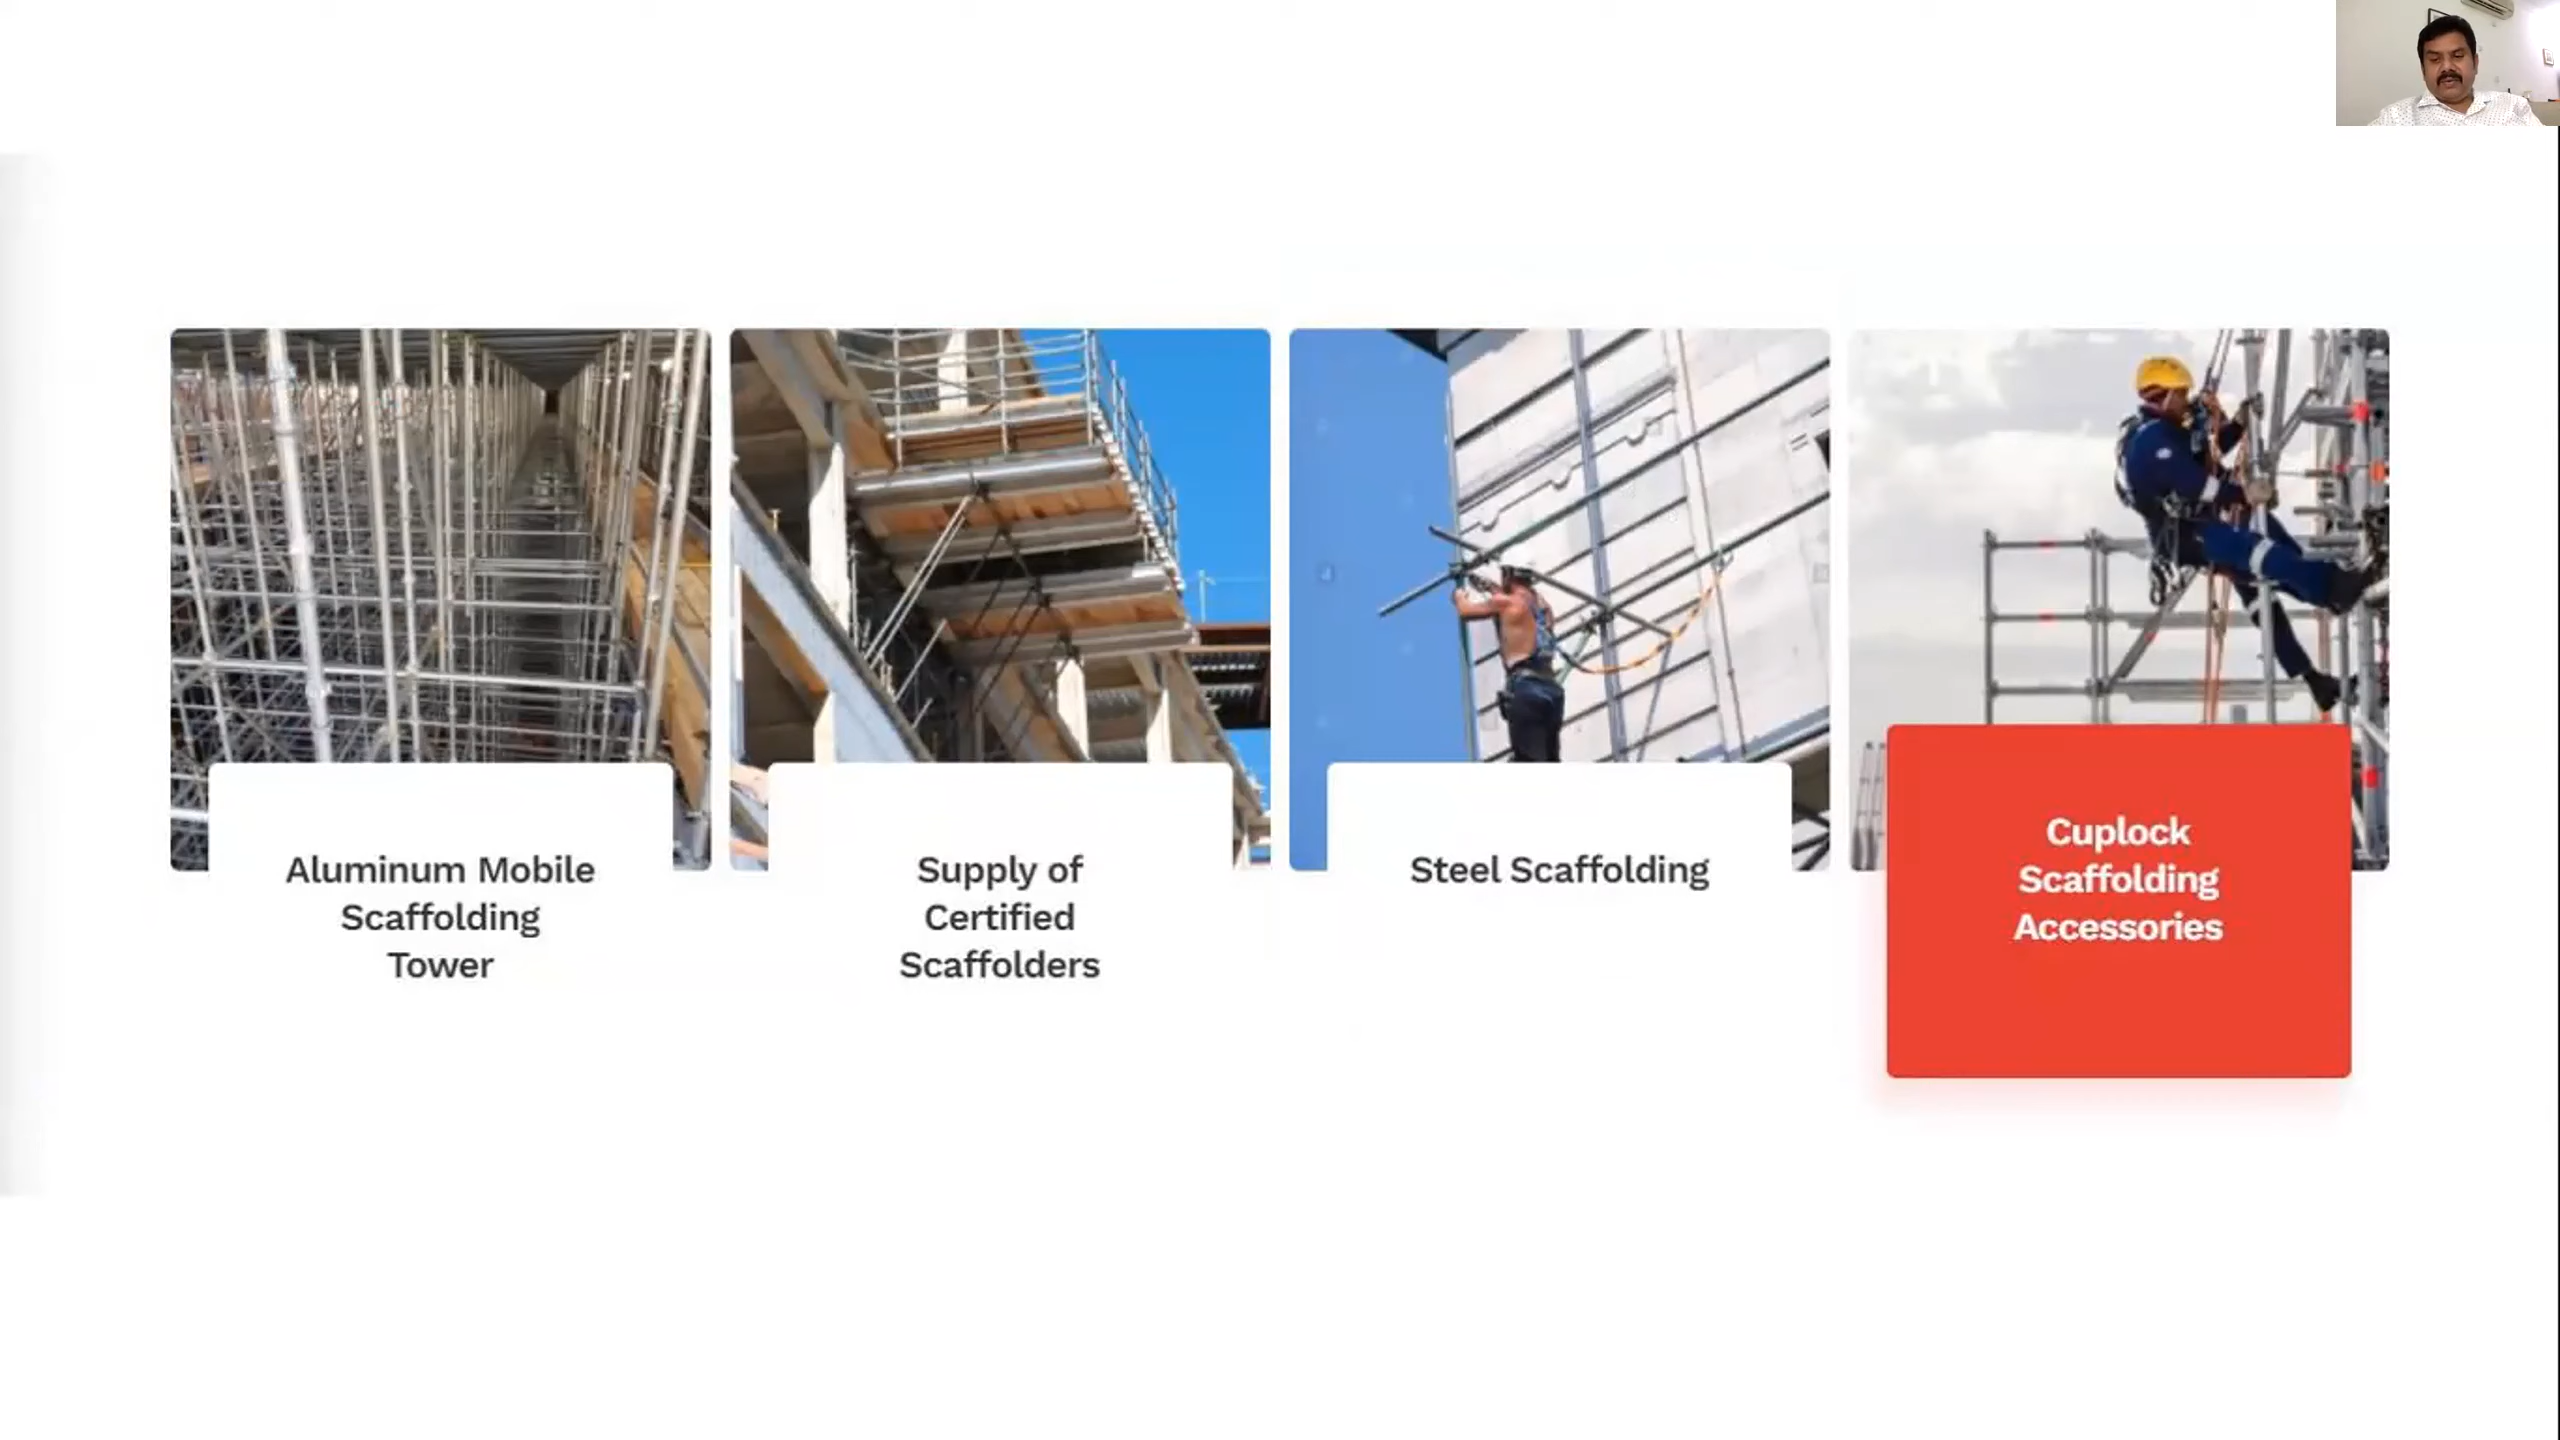 Aluminum Mobile
Scaffolding
Tower
Supply of
Certified
Scaffolders
Steel Scaffolding
Cuplock
Scaffolding
Accessories